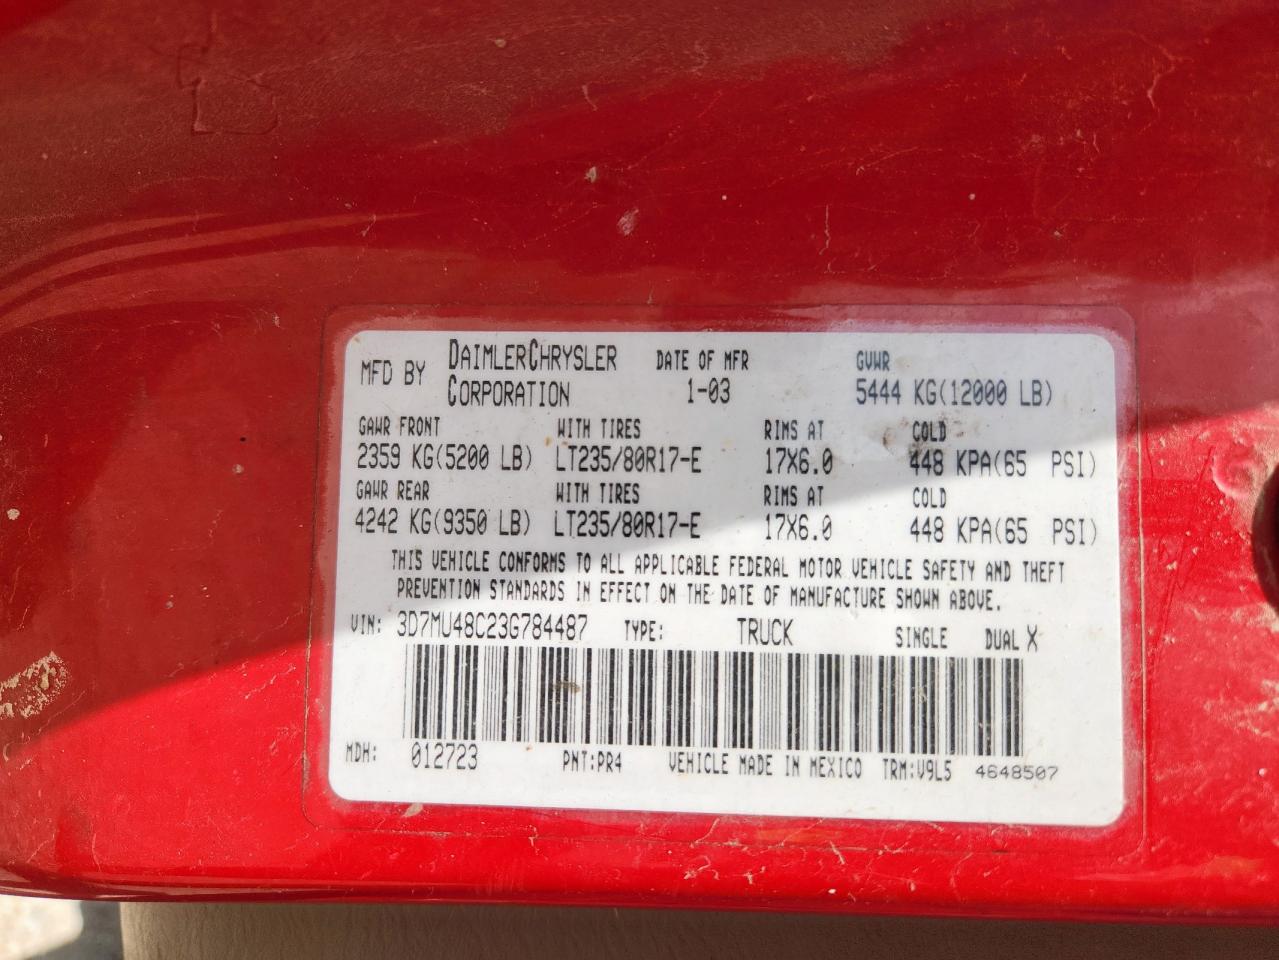 MFD BY DAIMLERCHRYSLER CORPORATION DATE OF MFR 1-03 GVWR 5444 KG(12000 LB)
GAWR FRONT WITH TIRES RIMS AT COLD
2359 KG(5200 LB) LT235/80R17-E 17X6.0 448 KPA(65 PSI)
GAWR REAR WITH TIRES RIMS AT COLD
4242 KG(9350 LB) LT235/80R17-E 17X6.0 448 KPA(65 PSI)
THIS VEHICLE CONFORMS TO ALL APPLICABLE FEDERAL MOTOR VEHICLE SAFETY AND THEFT
PREVENTION STANDARDS IN EFFECT ON THE DATE OF MANUFACTURE SHOWN ABOVE.
VIN: 3D7MU48C23G784487 TYPE: TRUCK SINGLE DUAL X
MDH: 012723 PNT:PR4 VEHICLE MADE IN MEXICO TRM:V9L5 4648507